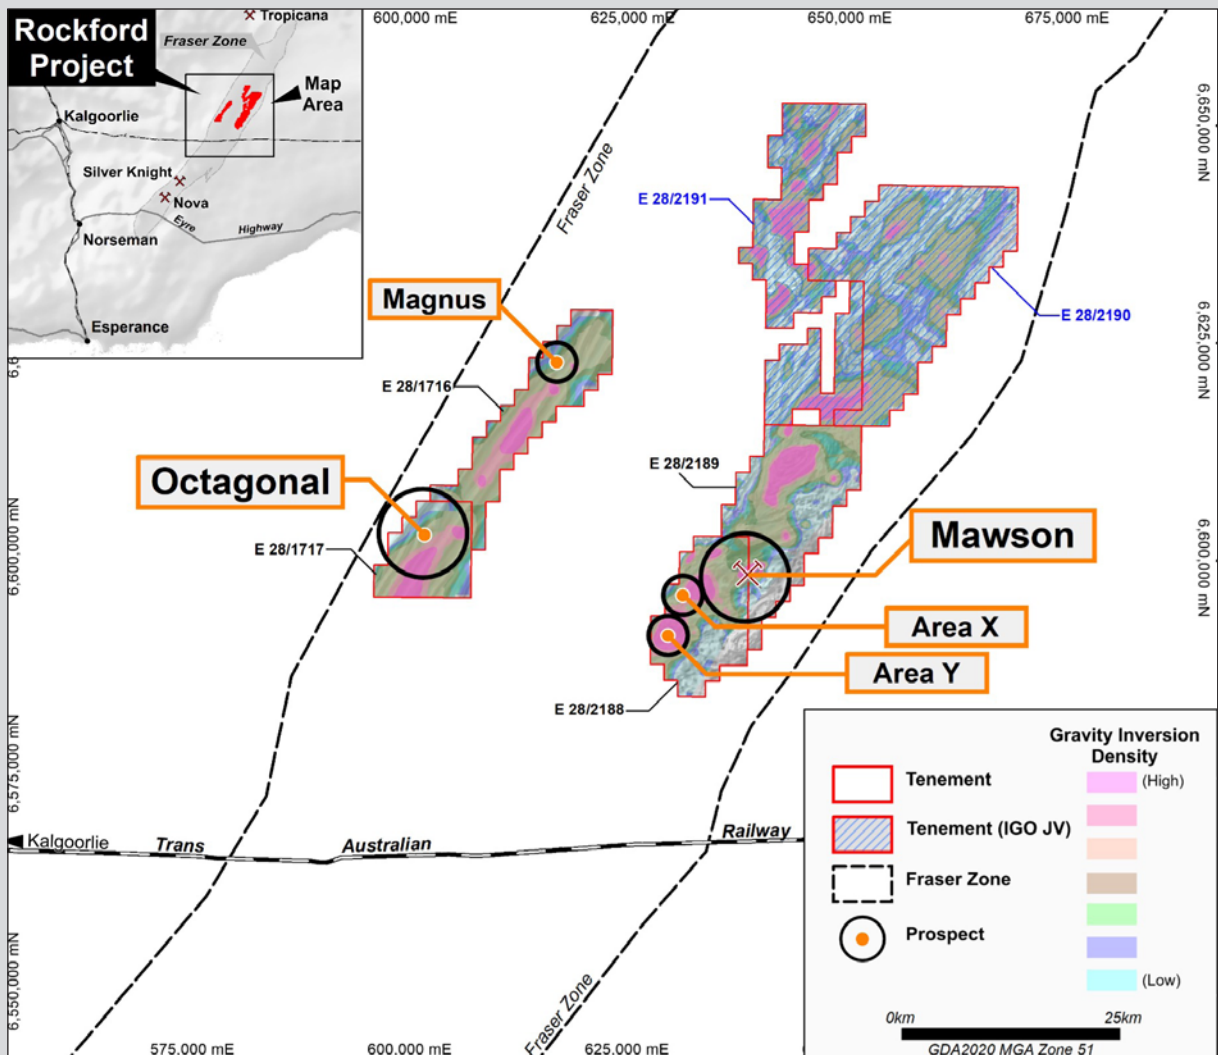 600,000 mE
625,000 mE
650,000 mE
675,000 mE
Rockford
Project
Tropicana
Fraser Zone
Map
Area
Kalgoorlie
Silver Knight
Nova
Eyre
Highway
Norseman
Esperance
Fraser Zone
6,650,000 mN
E 28/2191
E 28/2190
6,625,000 mN
Magnus
E 28/1716
Octagonal
E 28/2189
6,600,000 mN
E 28/1717
Mawson
6,600,000 mN
Area X
Area Y
E 28/2188
6,575,000 mN
Kalgoorlie
Trans
Australian
Railway
6,550,000 mN
Fraser Zone
575,000 mE
600,000 mE
625,000 mE
Gravity Inversion
Density
Tenement
(High)
Tenement (IGO JV)
Fraser Zone
Prospect
(Low)
0km
25km
GDA2020 MGA Zone 51